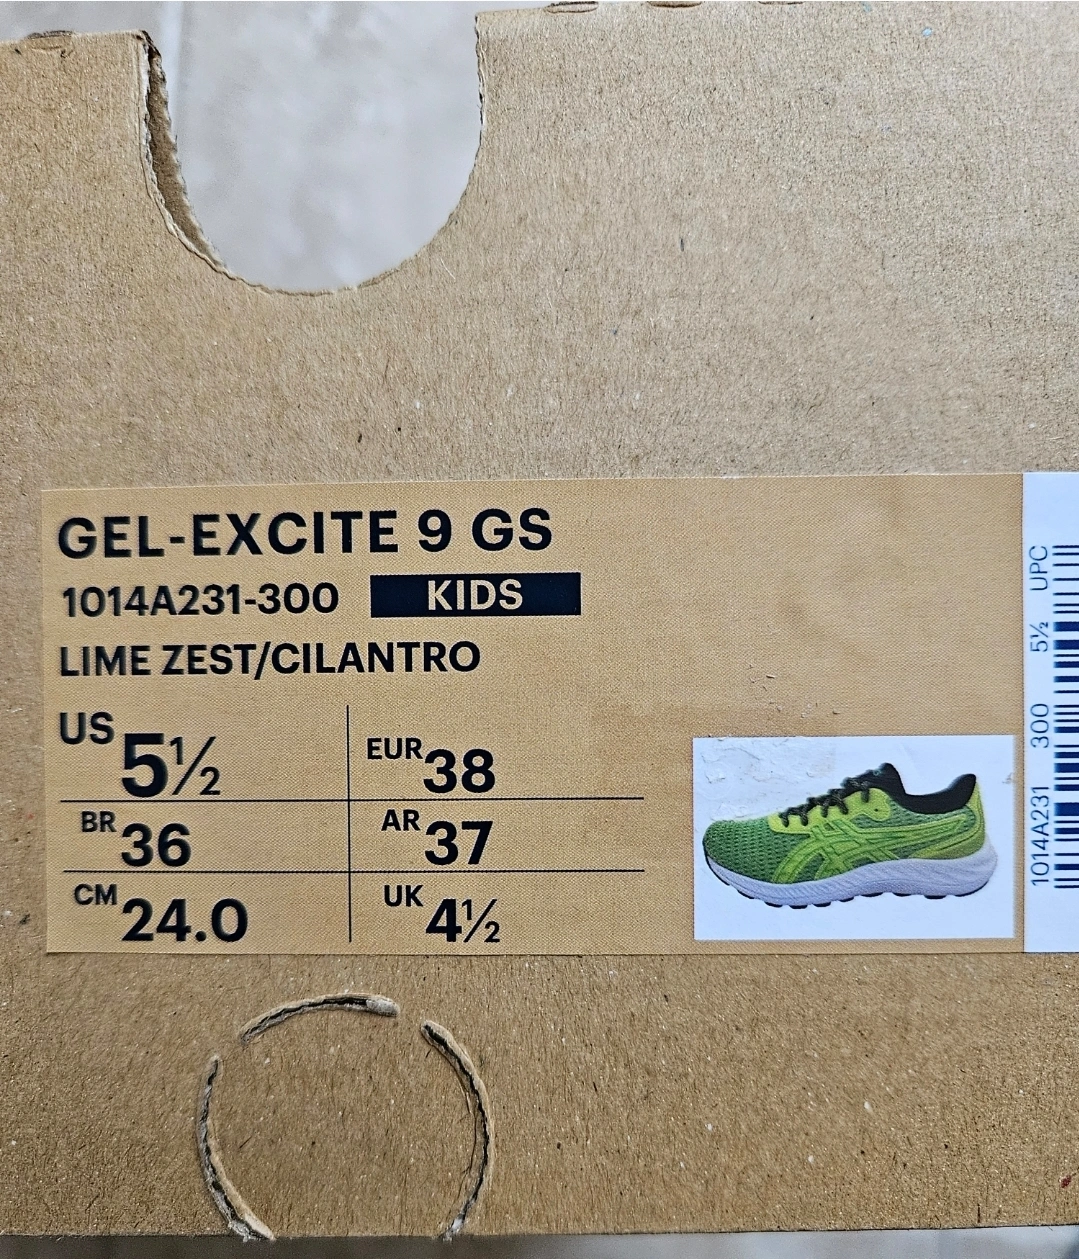 GEL-EXCITE 9 GS
1014A231-300 KIDS
LIME ZEST/CILANTRO
US 5½ EUR 38
BR 36 AR 37
CM 24.0 UK 4½
1014A231 300 5½ UPC